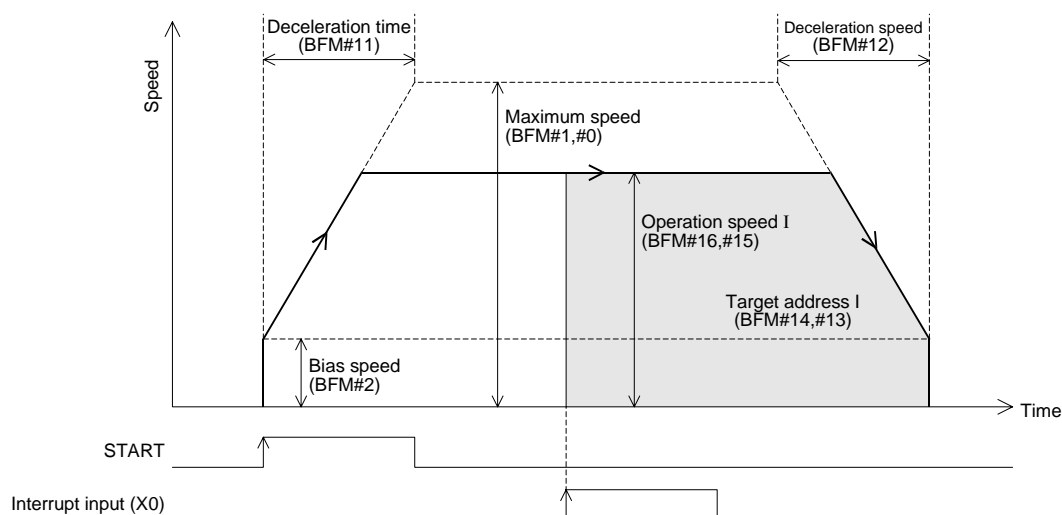 Deceleration time
(BFM#11)
Deceleration speed
(BFM#12)
Speed
Maximum speed
(BFM#1,#0)
Operation speed I
(BFM#16,#15)
Target address I
(BFM#14,#13)
Bias speed
(BFM#2)
Time
START
Interrupt input (X0)